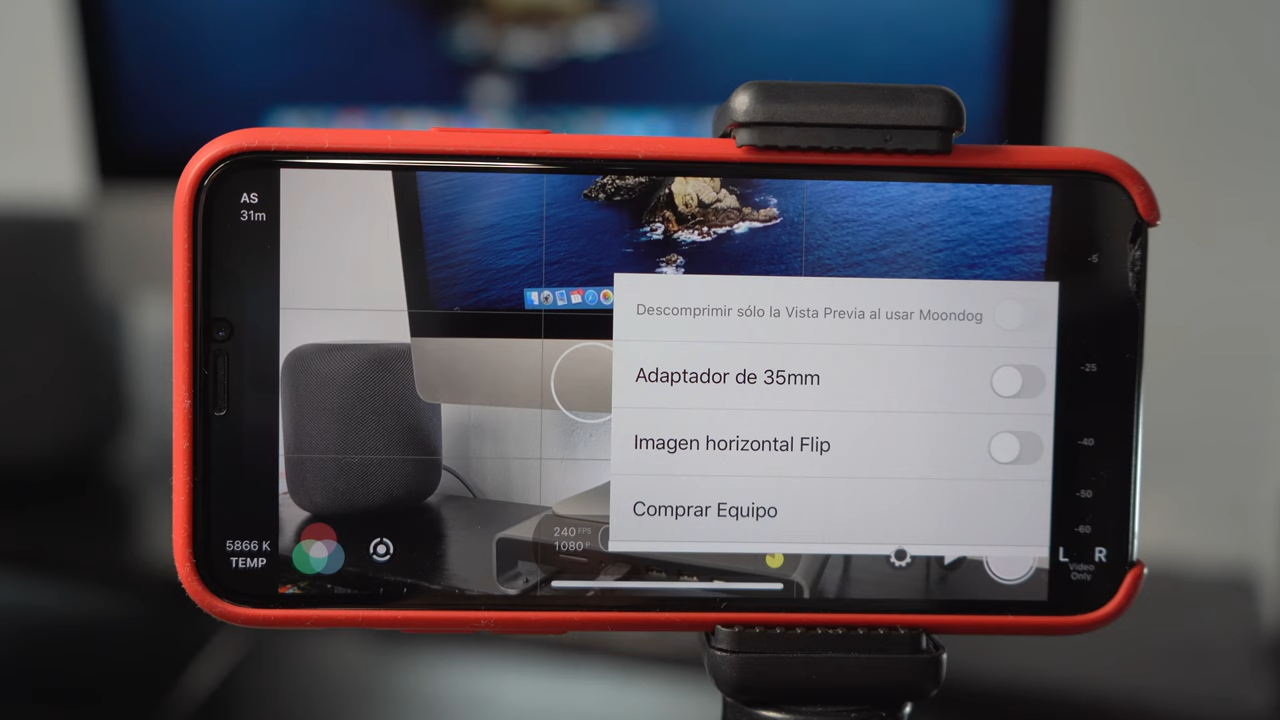 AS
31m
-5
Descomprimir sólo la Vista Previa al usar Moondog
Adaptador de 35mm
-25
Imagen horizontal Flip
-40
-50
Comprar Equipo
-60
240 FPS
1080 P
5866 K
TEMP
L R
Video
Only